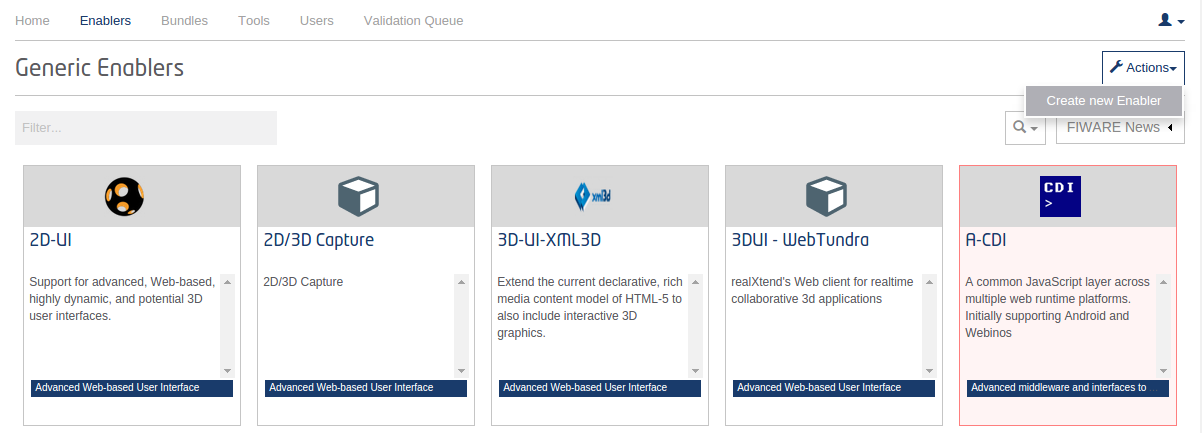 Home Enablers Bundles Tools Users Validation Queue
Generic Enablers
Actions
Create new Enabler
Filter...
FIWARE News
2D-UI
Support for advanced, Web-based,
highly dynamic, and potential 3D
user interfaces.
Advanced Web-based User Interface
2D/3D Capture
2D/3D Capture
Advanced Web-based User Interface
xml3d
3D-UI-XML3D
Extend the current declarative, rich
media content model of HTML-5 to
also include interactive 3D
graphics.
Advanced Web-based User Interface
3DUI - WebTundra
realXtend's Web client for realtime
collaborative 3d applications
Advanced Web-based User Interface
CDI
>
A-CDI
A common JavaScript layer across
multiple web runtime platforms.
Initially supporting Android and
Webinos
Advanced middleware and interfaces to ...